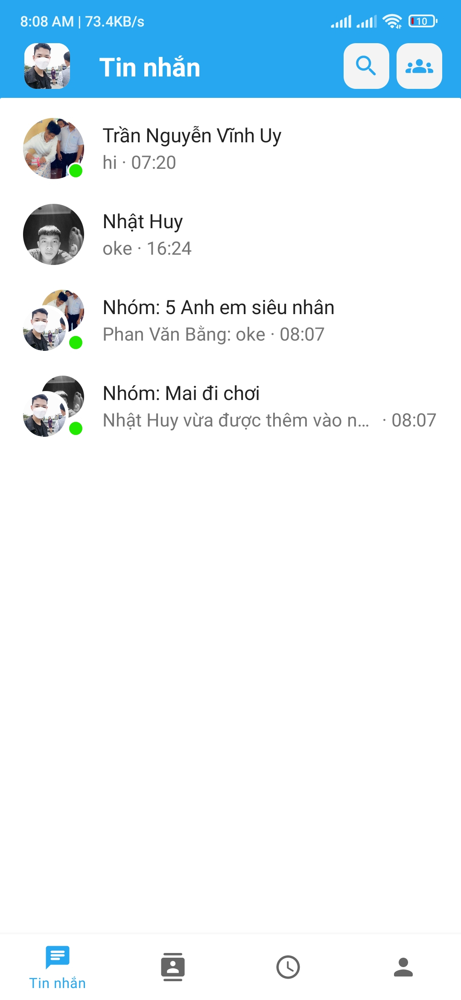 8:08 AM | 73.4KB/s 10
Tin nhắn
Trần Nguyễn Vĩnh Uy
hi · 07:20
Nhật Huy
oke · 16:24
Nhóm: 5 Anh em siêu nhân
Phan Văn Bằng: oke · 08:07
Nhóm: Mai đi chơi
Nhật Huy vừa được thêm vào n... · 08:07
Tin nhắn